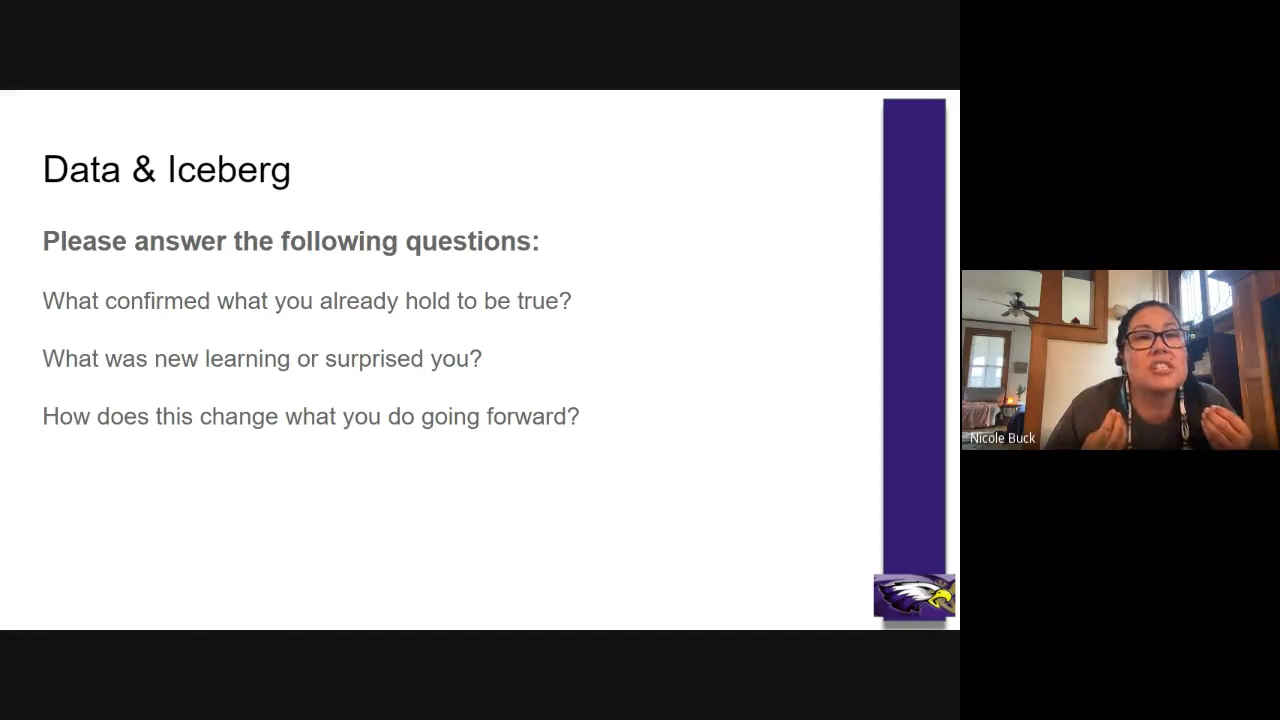 Data & Iceberg
Please answer the following questions:
What confirmed what you already hold to be true?
What was new learning or surprised you?
How does this change what you do going forward?
Nicole Buck